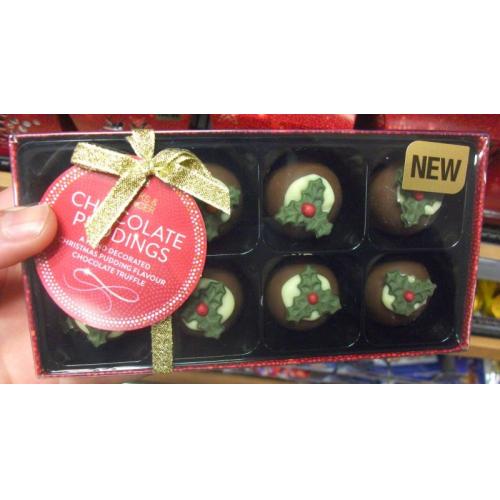 CHOCOLATE
PUDDINGS
DECORATED
CHRISTMAS PUDDING FLAVOUR
CHOCOLATE TRUFFLE
NEW